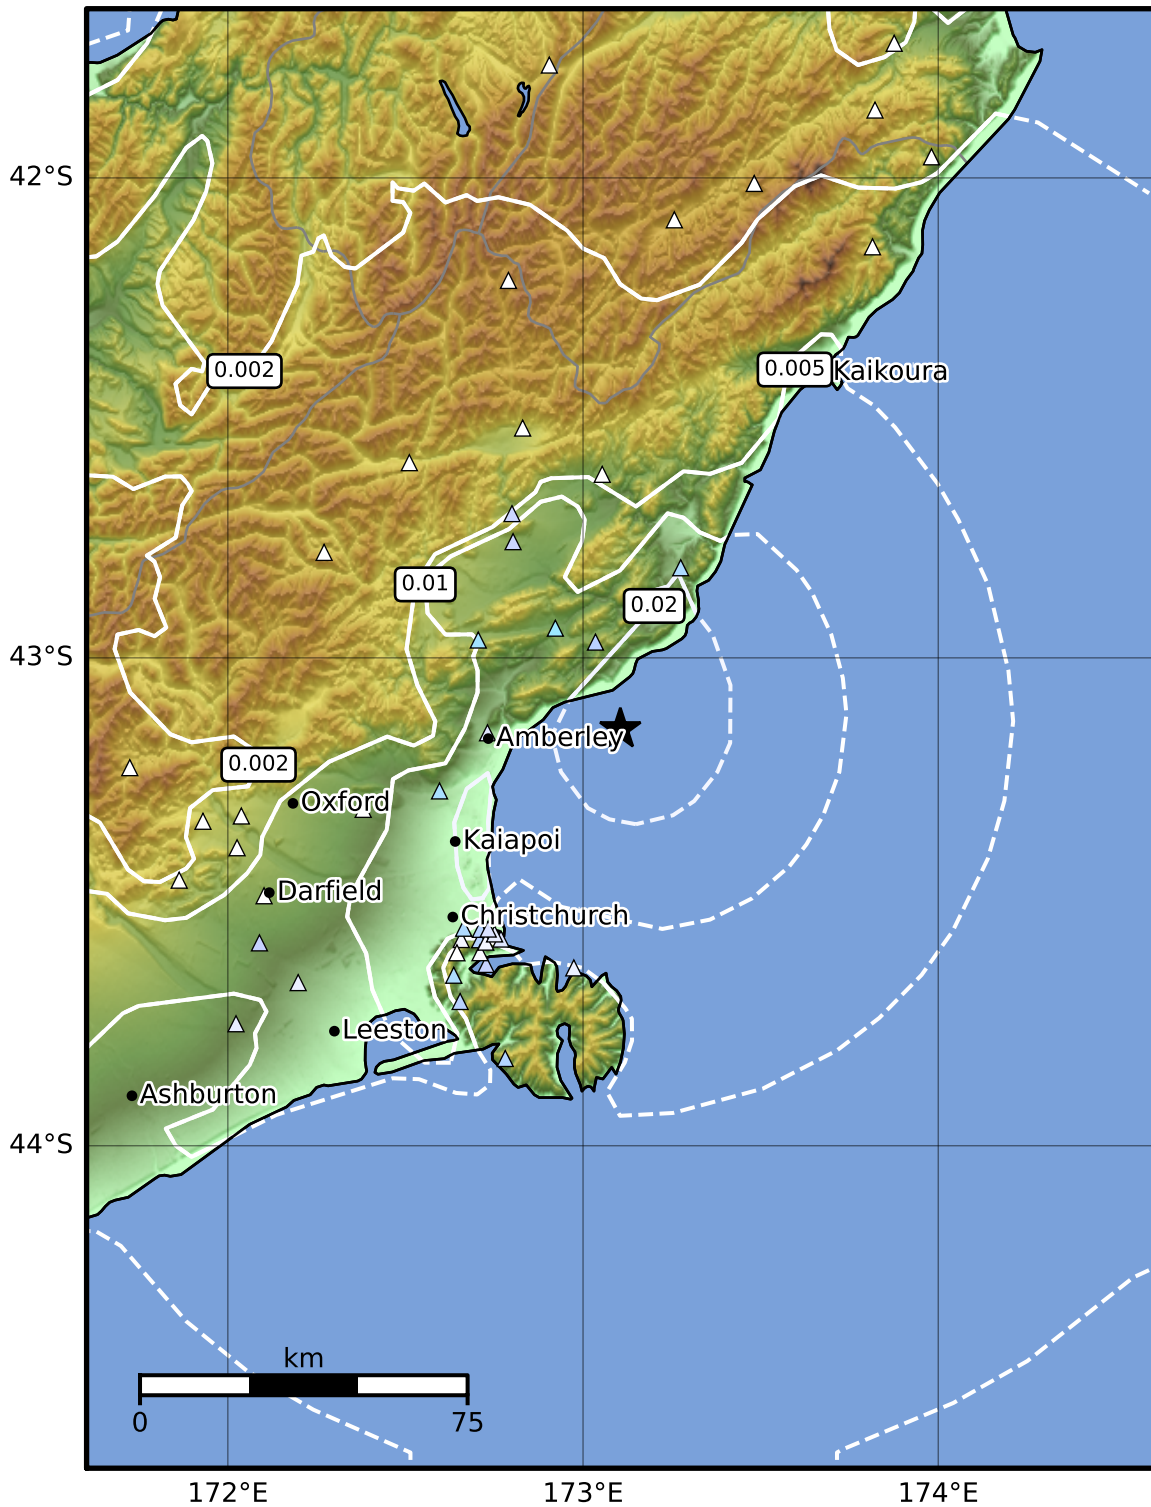 42°S
0.002
0.005
Kaikoura
0.01
0.02
43°S
Amberley
0.002
Oxford
Kaiapoi
Darfield
Christchurch
Leeston
Ashburton
44°S
km
0
75
172°E
173°E
174°E